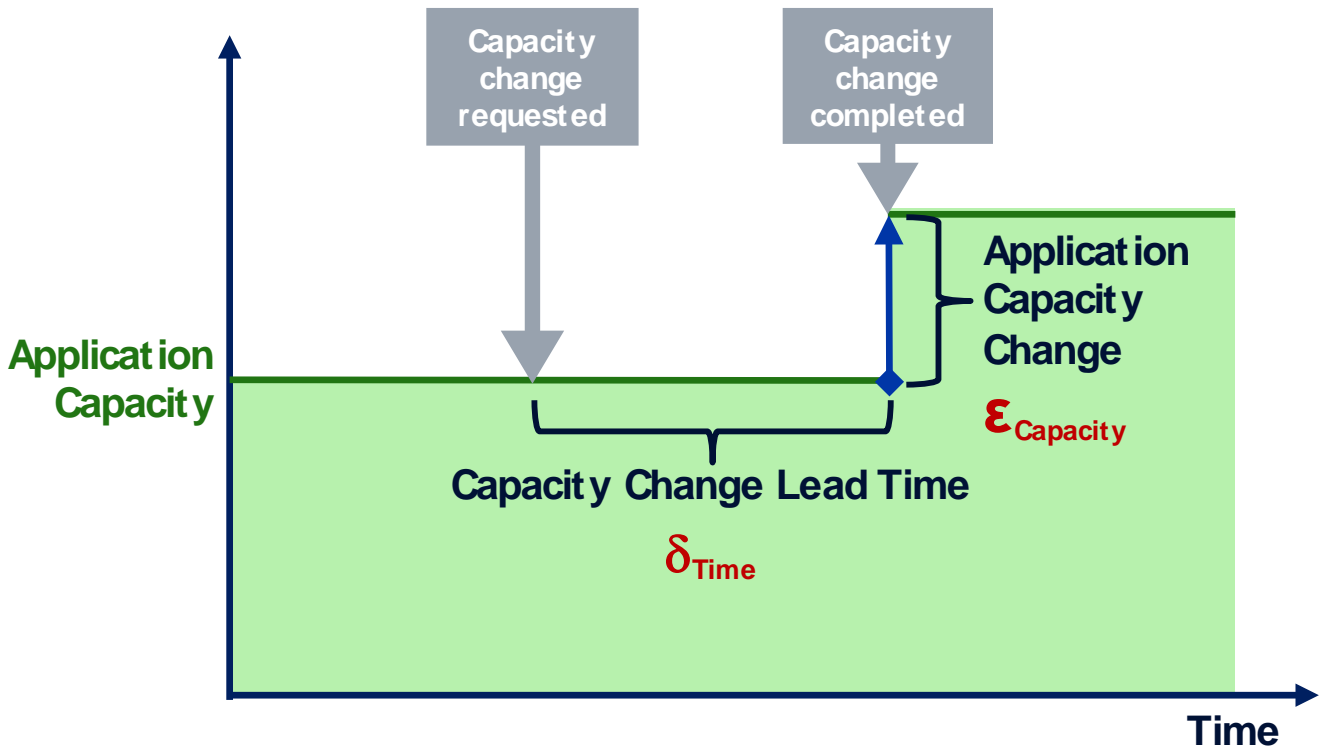 Capacity
change
requested
Capacity
change
completed
Application
Capacity
Application
Capacity
Change
εCapacity
Capacity Change Lead Time
δTime
Time